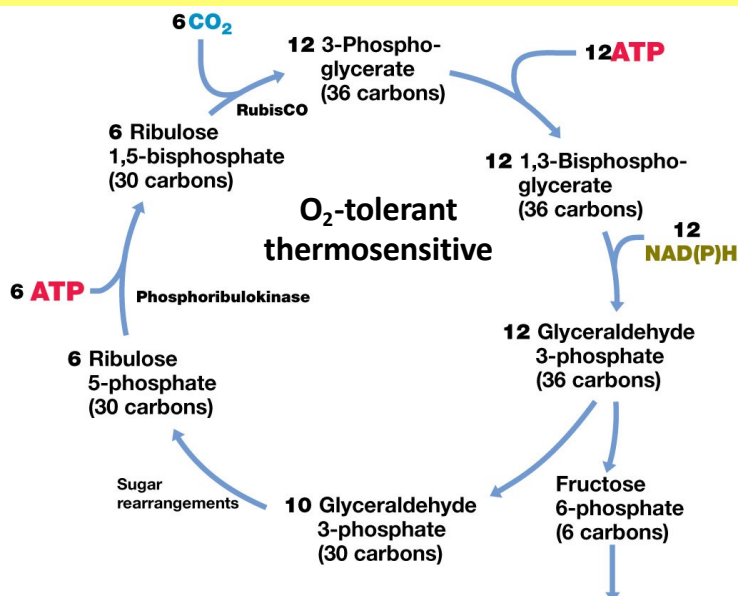 6 CO₂
12 3-Phospho-
glycerate
(36 carbons)
12 ATP
RubisCO
6 Ribulose
1,5-bisphosphate
(30 carbons)
12 1,3-Bisphospho-
glycerate
(36 carbons)
O₂-tolerant
thermosensitive
12
NAD(P)H
6 ATP
Phosphoribulokinase
12 Glyceraldehyde
3-phosphate
(36 carbons)
6 Ribulose
5-phosphate
(30 carbons)
Sugar
rearrangements
10 Glyceraldehyde
3-phosphate
(30 carbons)
Fructose
6-phosphate
(6 carbons)